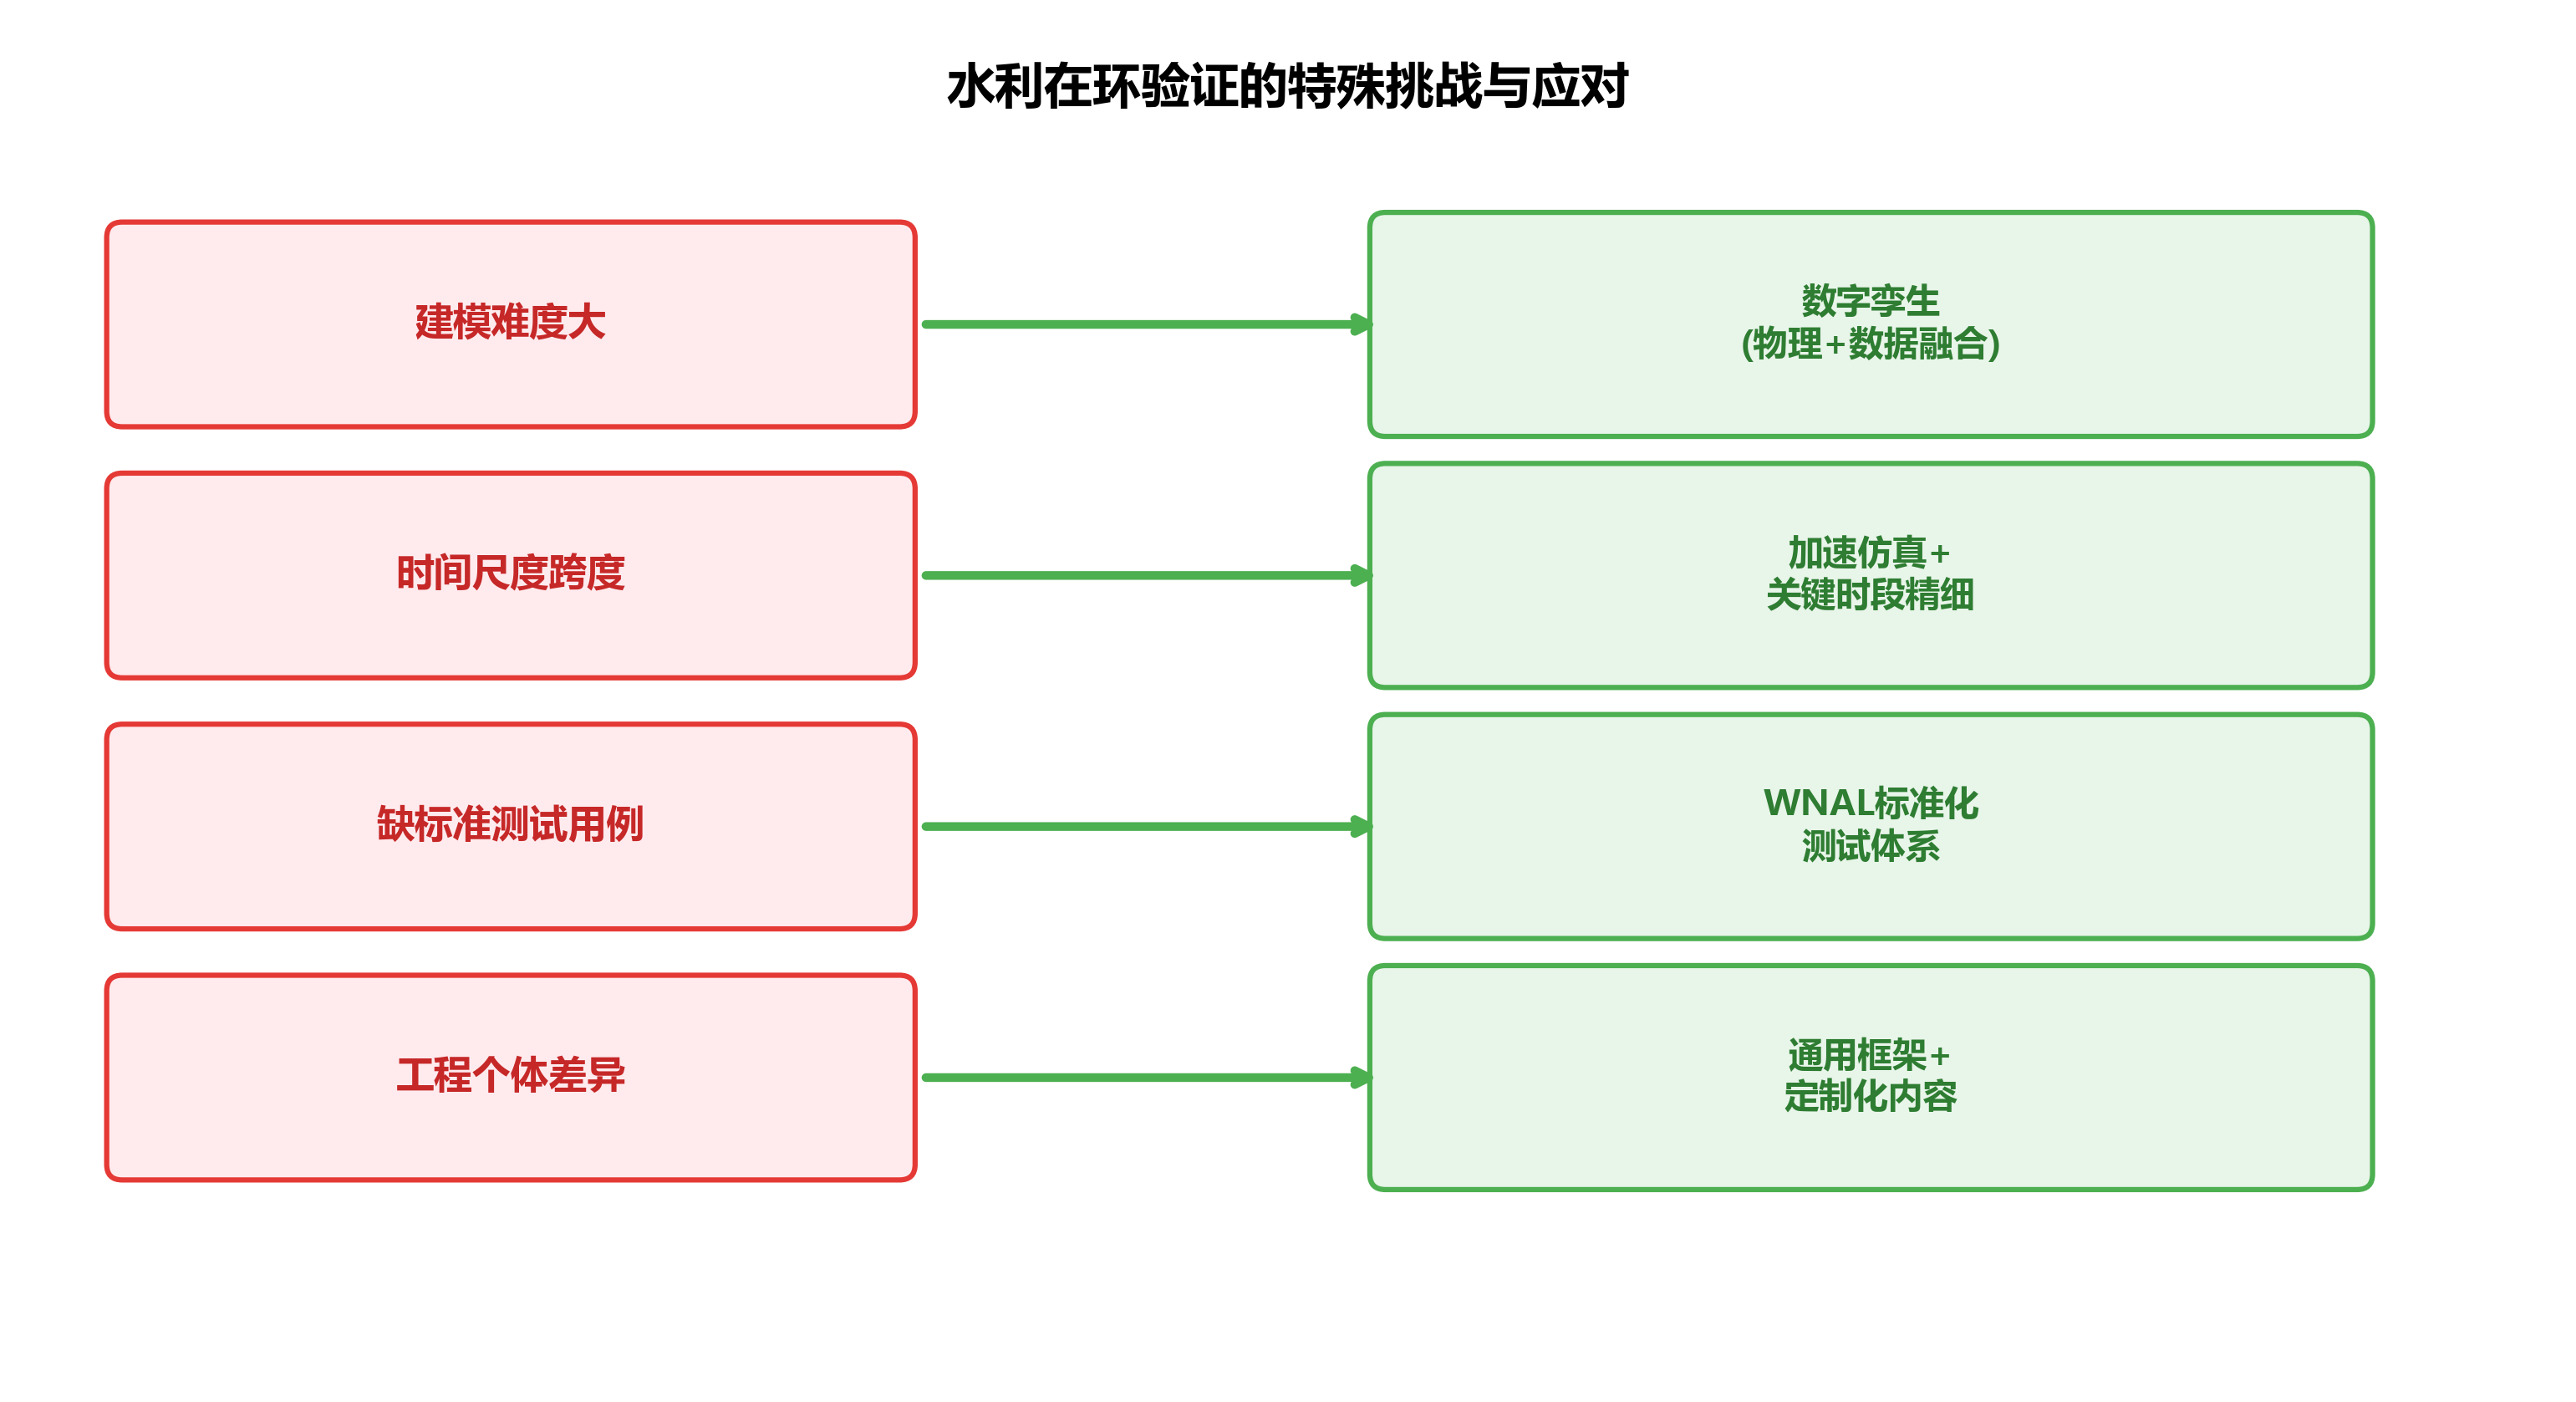 水利在环验证的特殊挑战与应对
建模难度大
数字孪生
(物理+数据融合)
时间尺度跨度
加速仿真+
关键时段精细
缺标准测试用例
WNAL标准化
测试体系
工程个体差异
通用框架+
定制化内容